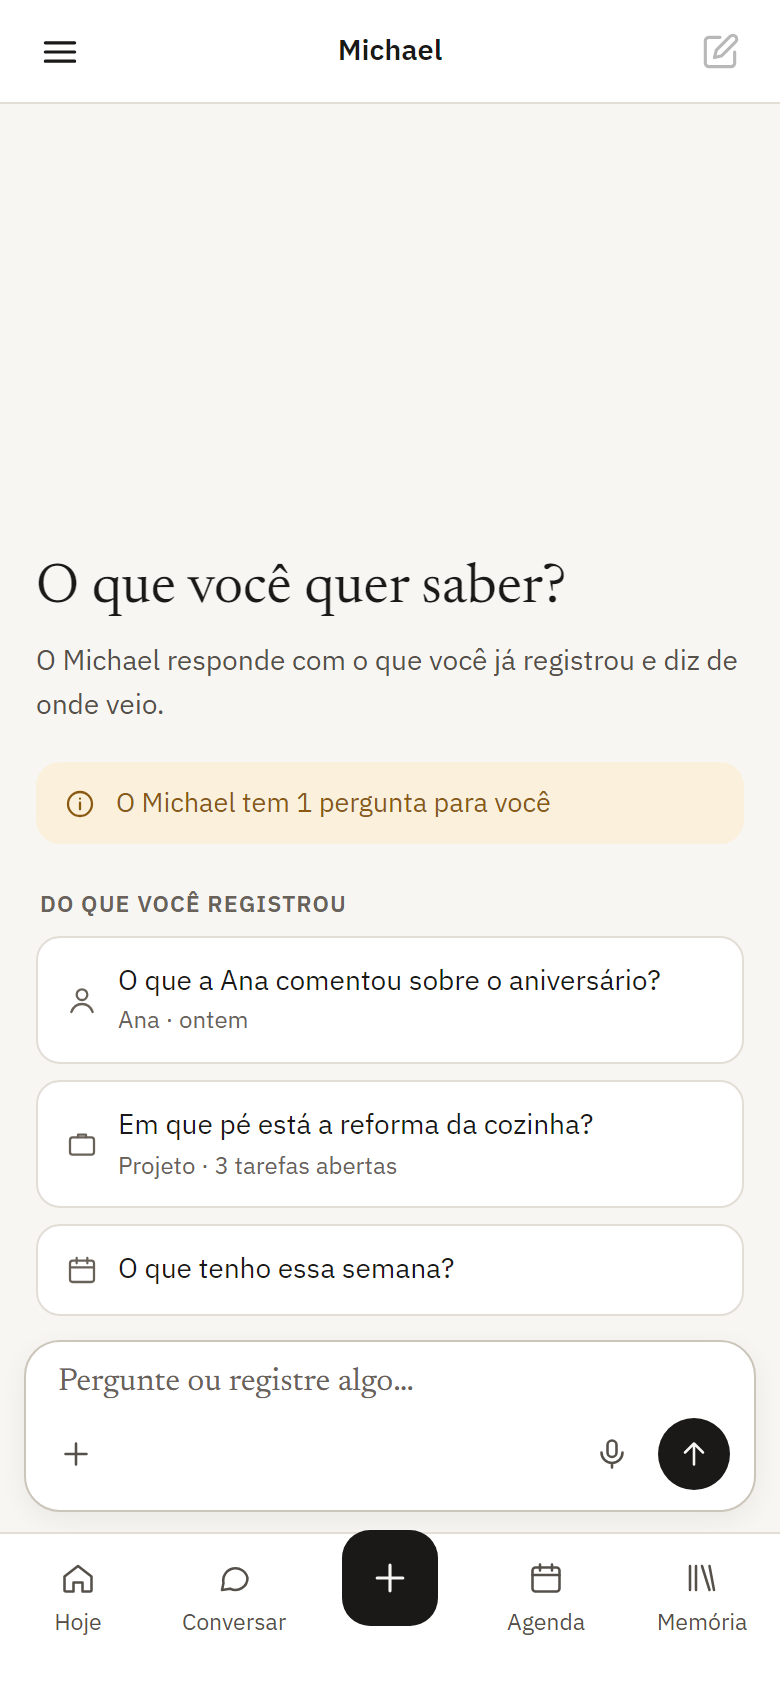 Michael
O que você quer saber?
O Michael responde com o que você já registrou e diz de
onde veio.
O Michael tem 1 pergunta para você
DO QUE VOCÊ REGISTROU
O que a Ana comentou sobre o aniversário?
Ana · ontem
Em que pé está a reforma da cozinha?
Projeto · 3 tarefas abertas
O que tenho essa semana?
Pergunte ou registre algo...
Hoje
Conversar
Agenda
Memória